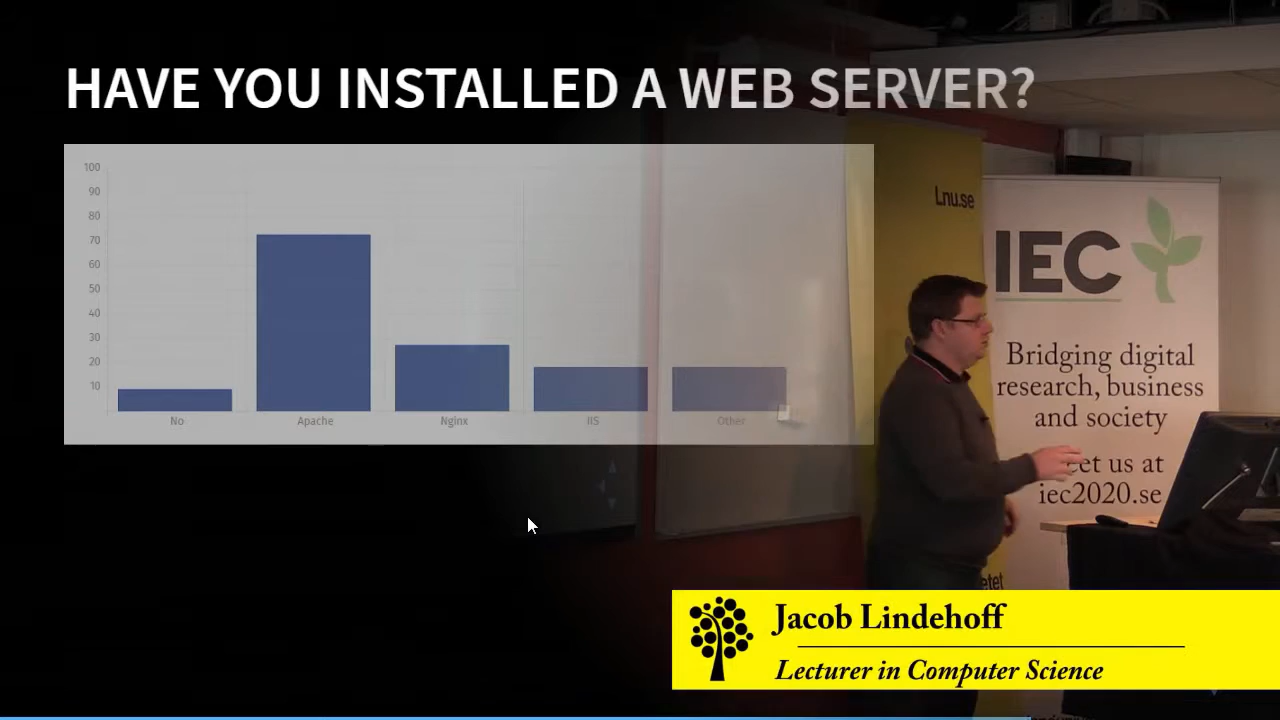 HAVE YOU INSTALLED A WEB SERVER?
100
90
80
70
60
50
40
30
20
10
No
Apache
Nginx
IIS
Other
Lnu.se
IEC
Bridging digital
research, business
and society
us at
iec2020.se
Jacob Lindehoff
Lecturer in Computer Science